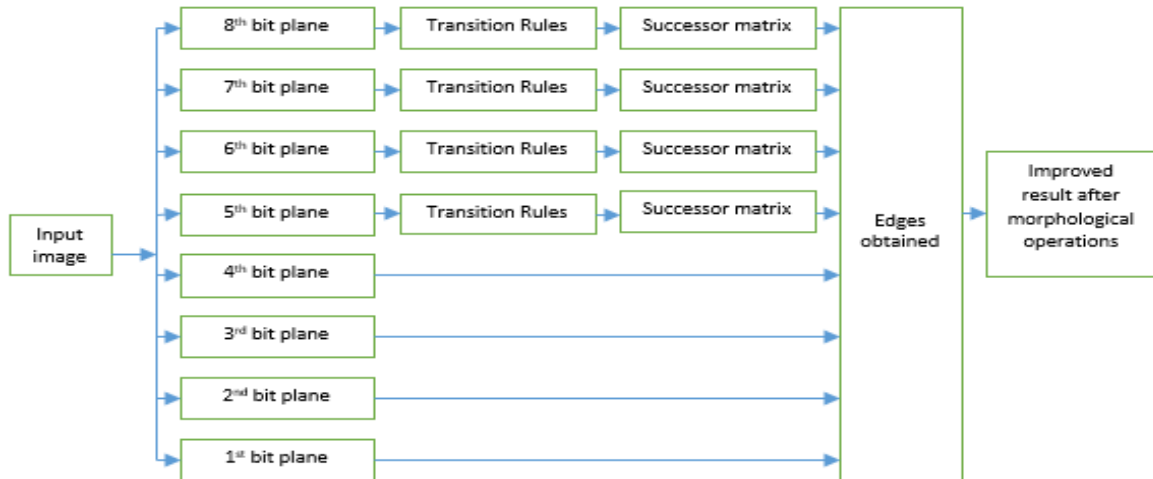 8th bit plane Transition Rules Successor matrix
7th bit plane Transition Rules Successor matrix
6th bit plane Transition Rules Successor matrix
5th bit plane Transition Rules Successor matrix
Input
image
4th bit plane
3rd bit plane
2nd bit plane
1st bit plane
Edges
obtained
Improved
result after
morphological
operations